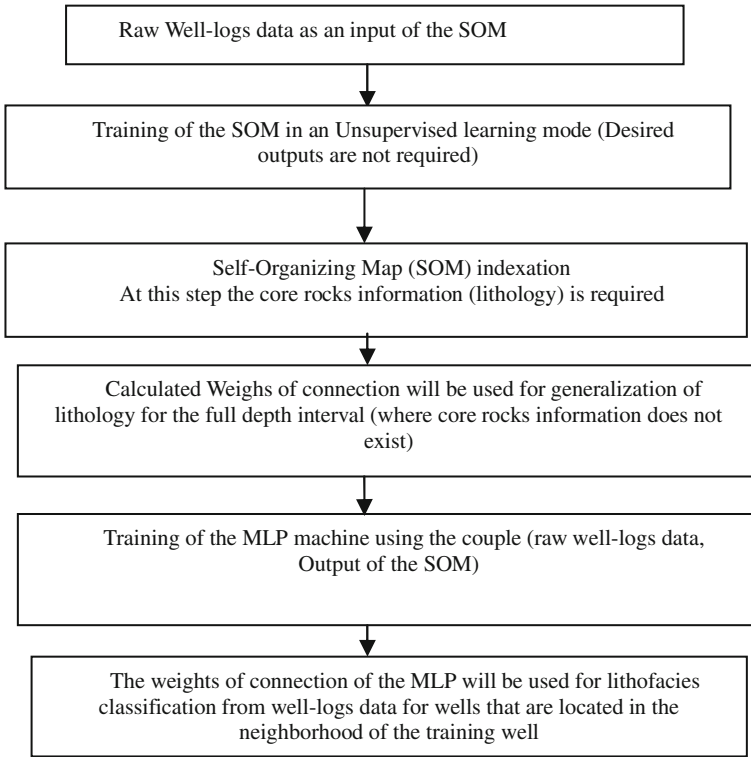 Raw Well-logs data as an input of the SOM
Training of the SOM in an Unsupervised learning mode (Desired
outputs are not required)
Self-Organizing Map (SOM) indexation
At this step the core rocks information (lithology) is required
Calculated Weighs of connection will be used for generalization of
lithology for the full depth interval (where core rocks information does not
exist)
Training of the MLP machine using the couple (raw well-logs data,
Output of the SOM)
The weights of connection of the MLP will be used for lithofacies
classification from well-logs data for wells that are located in the
neighborhood of the training well